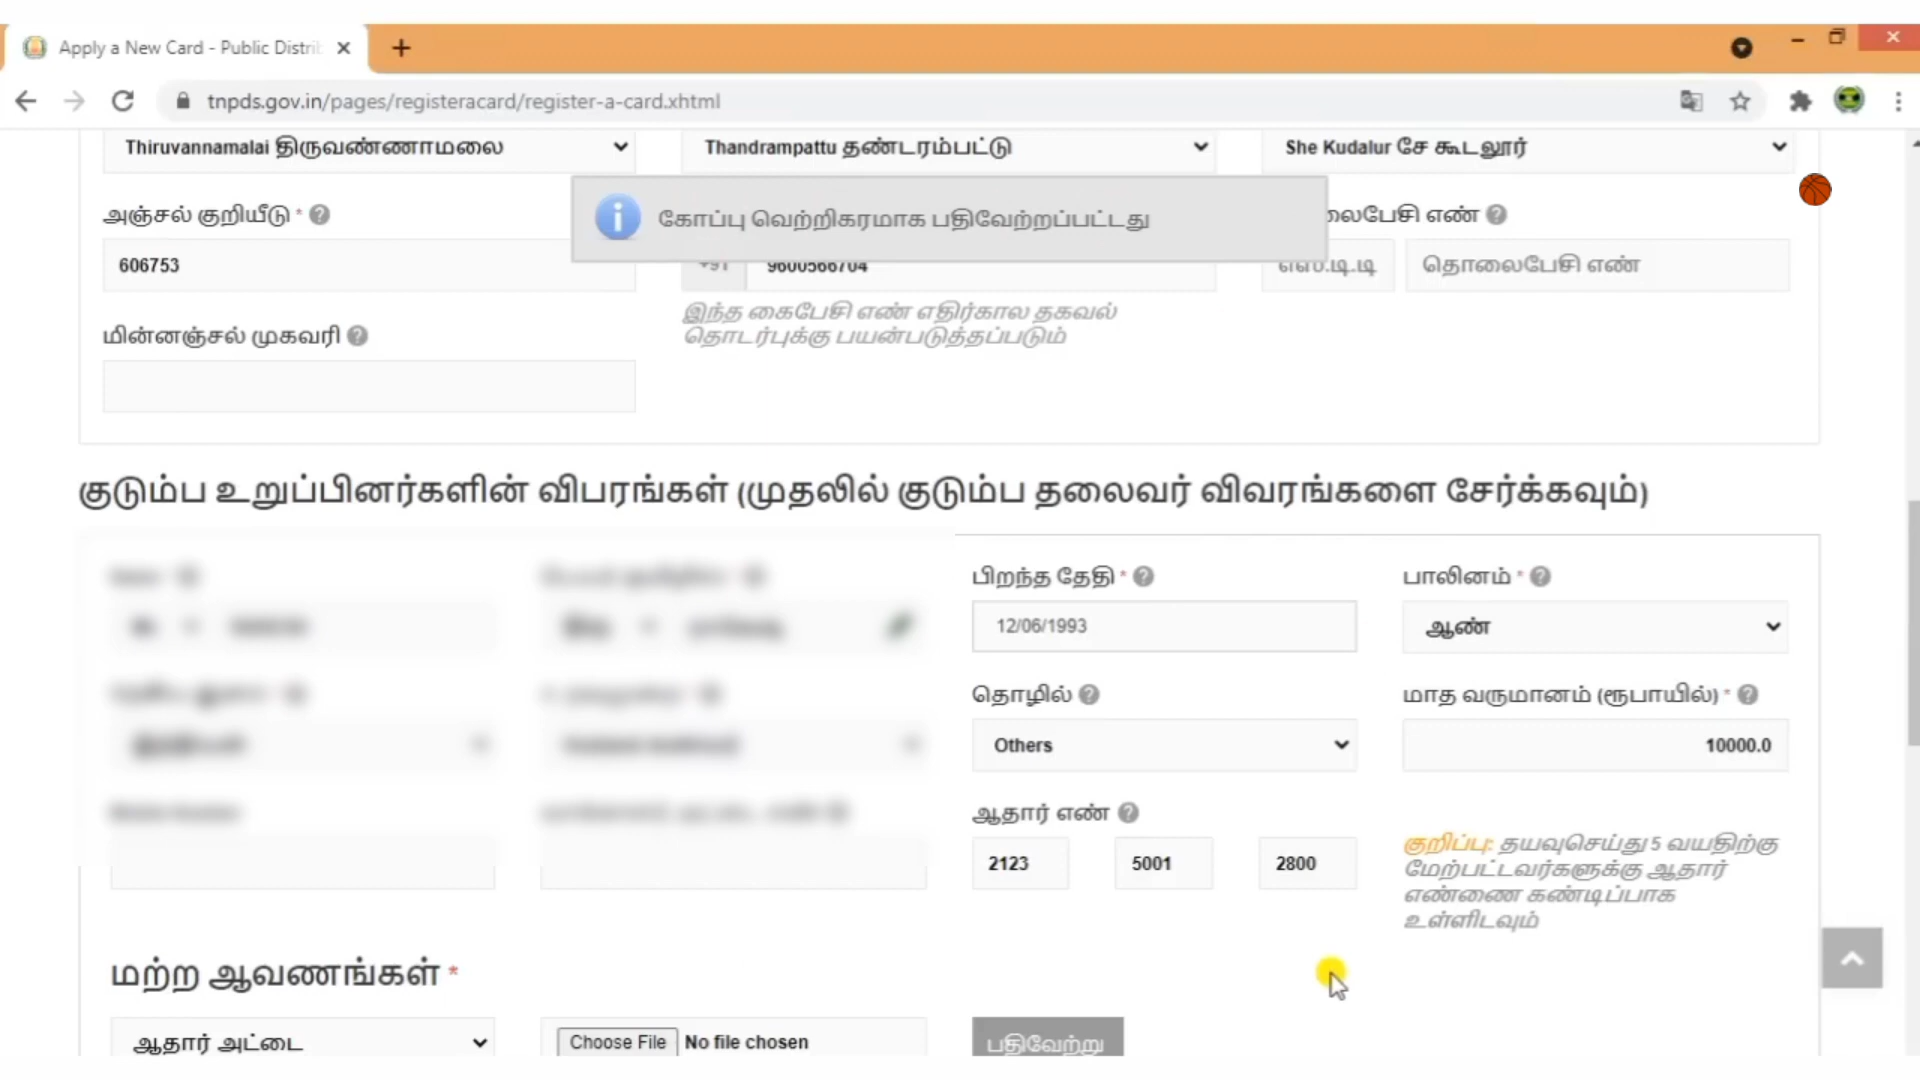 Apply a New Card - Public Distri
tnpds.gov.in/pages/registeracard/register-a-card.xhtml
Thiruvannamalai திருவண்ணாமலை Thandrampattu தண்டரம்பட்டு She Kudalur சே கூடலூர்
அஞ்சல் குறியீடு * லைபேசி எண்
கோப்பு வெற்றிகரமாக பதிவேற்றப்பட்டது
606753 +91 9600566704 எஸ்.டி.டி தொலைபேசி எண்
இந்த கைபேசி எண் எதிர்கால தகவல்
தொடர்புக்கு பயன்படுத்தப்படும்
மின்னஞ்சல் முகவரி
குடும்ப உறுப்பினர்களின் விபரங்கள் (முதலில் குடும்ப தலைவர் விவரங்களை சேர்க்கவும்)
பிறந்த தேதி * பாலினம் *
12/06/1993 ஆண்
தொழில் மாத வருமானம் (ரூபாயில்) *
Others 10000.0
ஆதார் எண்
2123 5001 2800
குறிப்பு: தயவுசெய்து 5 வயதிற்கு
மேற்பட்டவர்களுக்கு ஆதார்
எண்ணை கண்டிப்பாக
உள்ளிடவும்
மற்ற ஆவணங்கள் *
ஆதார் அட்டை Choose File No file chosen பதிவேற்று